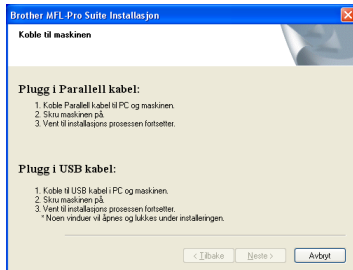 Brother MFL-Pro Suite Installasjon
Koble til maskinen
Plugg i Parallell kabel:
1. Koble Parallell kabel til PC og maskinen.
2. Skru maskinen på.
3. Vent til installasjons prosessen fortsetter.
Plugg i USB kabel:
1. Koble til USB kabel i PC og maskinen.
2. Skru maskinen på.
3. Vent til installasjons prosessen fortsetter.
* Noen vinduer vil åpnes og lukkes under installeringen.
< Tilbake Neste > Avbryt